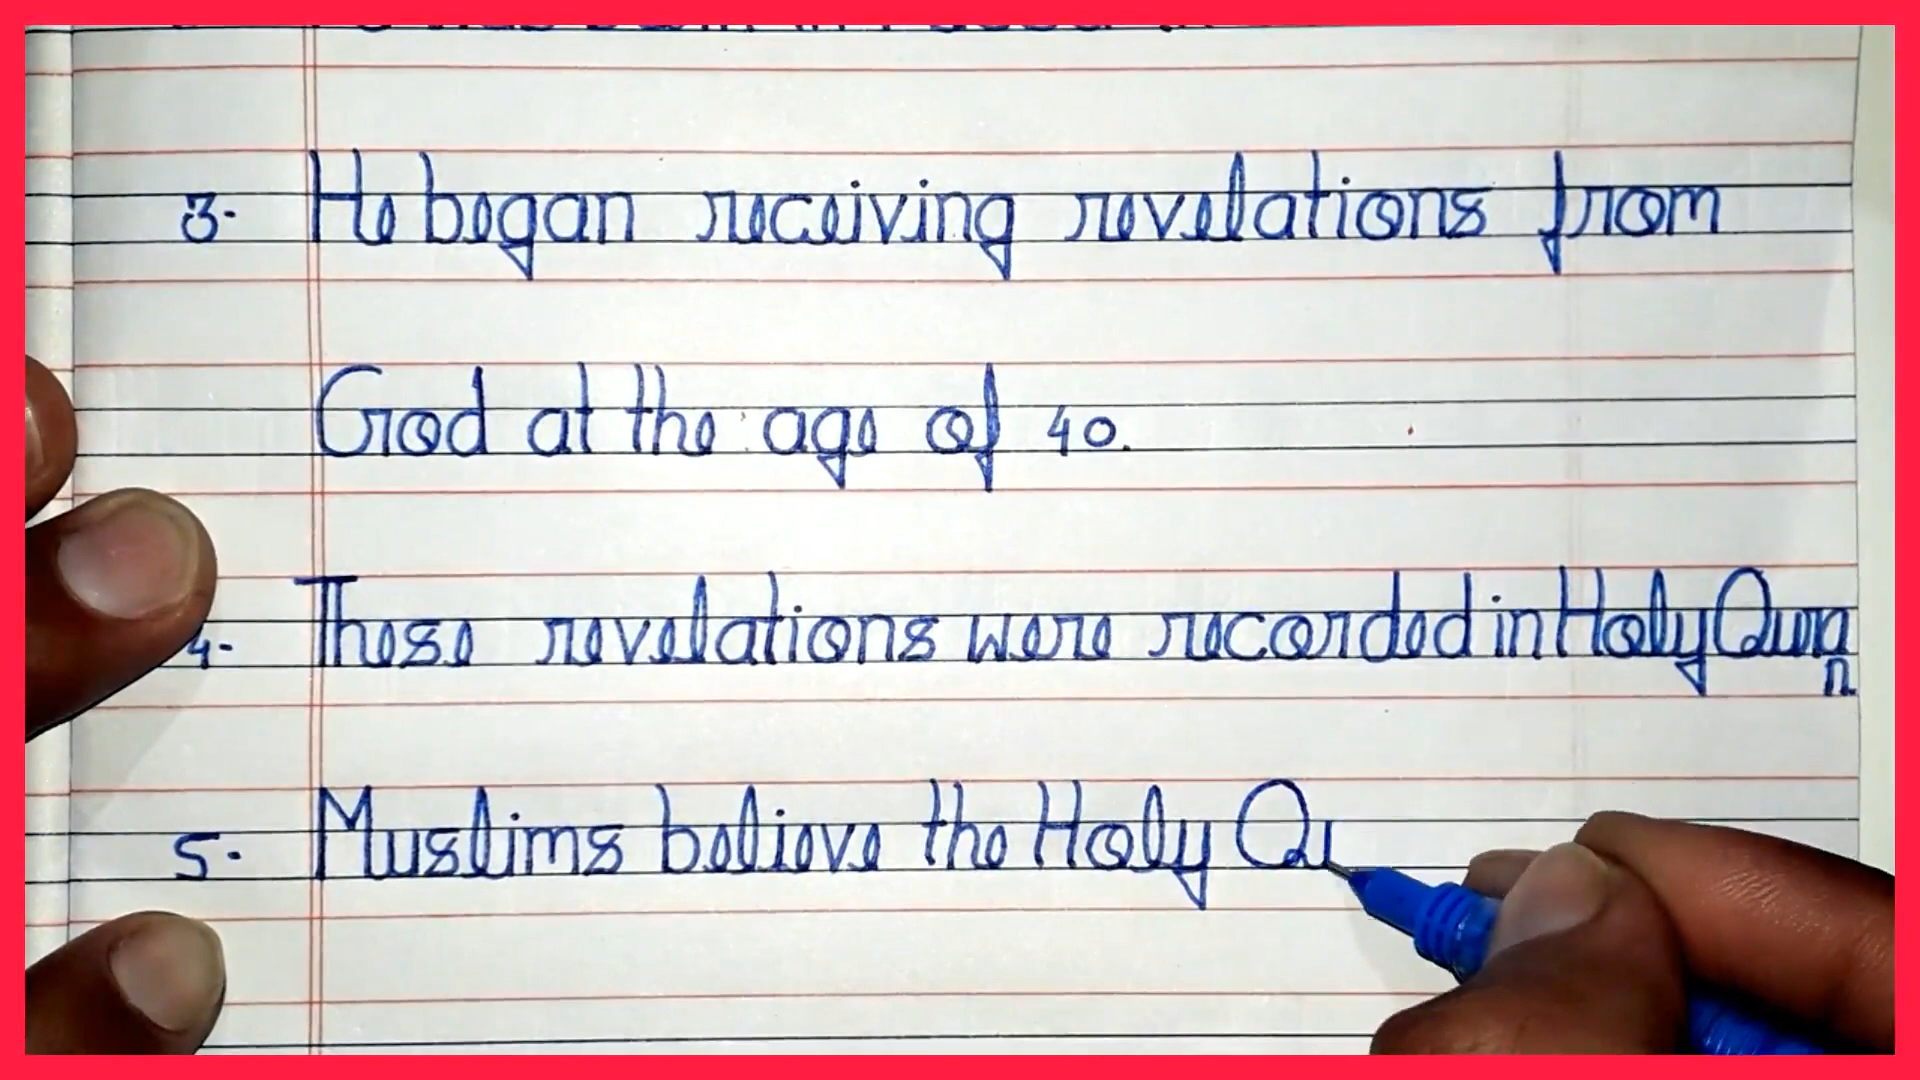 3. He began receiving revelations from
God at the age of 40.
4. These revelations were recorded in Holy Quran
5. Muslims believe the Holy Qu